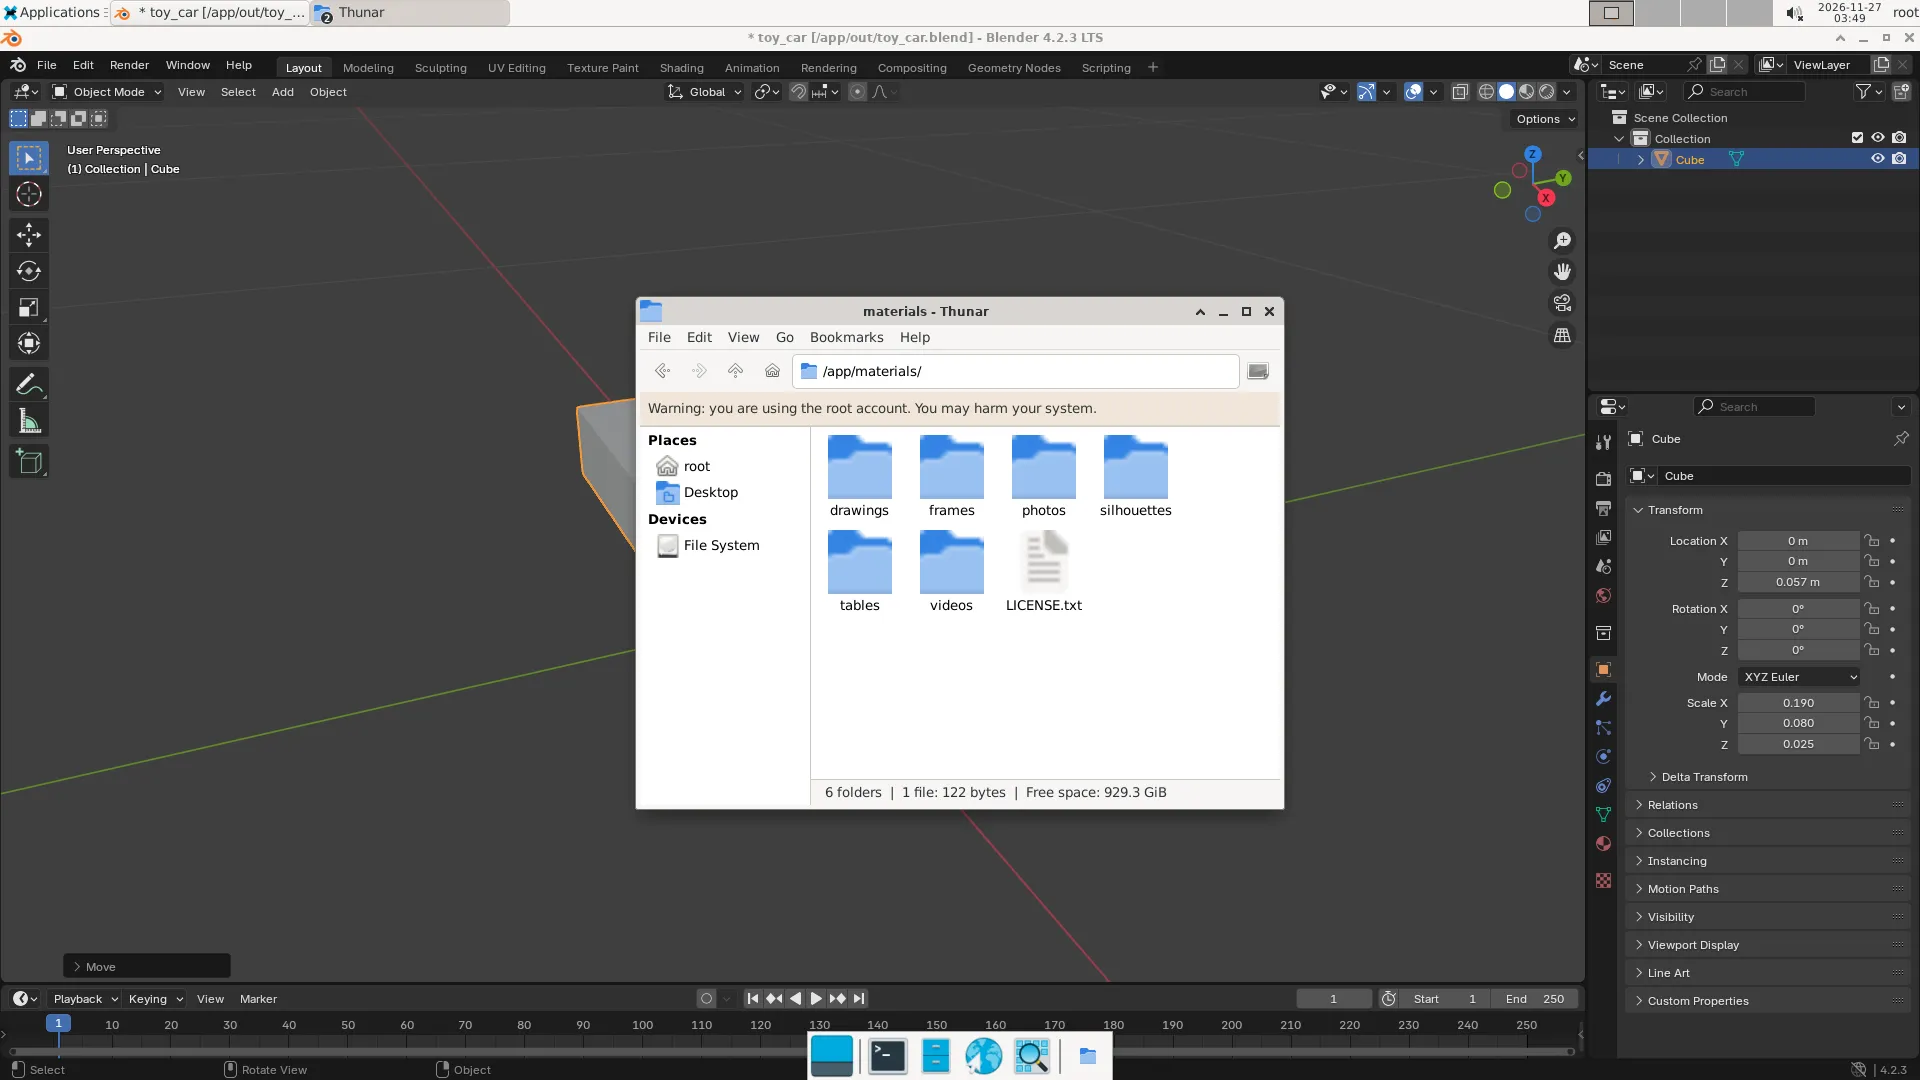 Applications
* toy_car [/app/out/toy_...
2
Thunar
2026-11-27
03:49
root
* toy_car [/app/out/toy_car.blend] - Blender 4.2.3 LTS
File Edit Render Window Help
Layout Modeling Sculpting UV Editing Texture Paint Shading Animation Rendering Compositing Geometry Nodes Scripting
Scene
ViewLayer
Object Mode View Select Add Object
Global
Search
Options
User Perspective
(1) Collection | Cube
Z
Y
X
Scene Collection
Collection
Cube
materials - Thunar
File Edit View Go Bookmarks Help
/app/materials/
Warning: you are using the root account. You may harm your system.
Places
root
Desktop
Devices
File System
drawings
frames
photos
silhouettes
tables
videos
LICENSE.txt
6 folders | 1 file: 122 bytes | Free space: 929.3 GiB
Search
Cube
Cube
Transform
Location X 0 m
Y 0 m
Z 0.057 m
Rotation X 0°
Y 0°
Z 0°
Mode XYZ Euler
Scale X 0.190
Y 0.080
Z 0.025
Delta Transform
Relations
Collections
Instancing
Motion Paths
Visibility
Viewport Display
Line Art
Custom Properties
Move
Playback Keying View Marker
1
Start 1
End 250
1 10 20 30 40 50 60 70 80 90 100 110 120 130 140 150 160 170 180 190 200 210 220 230 240 250
Select
Rotate View
Object
4.2.3